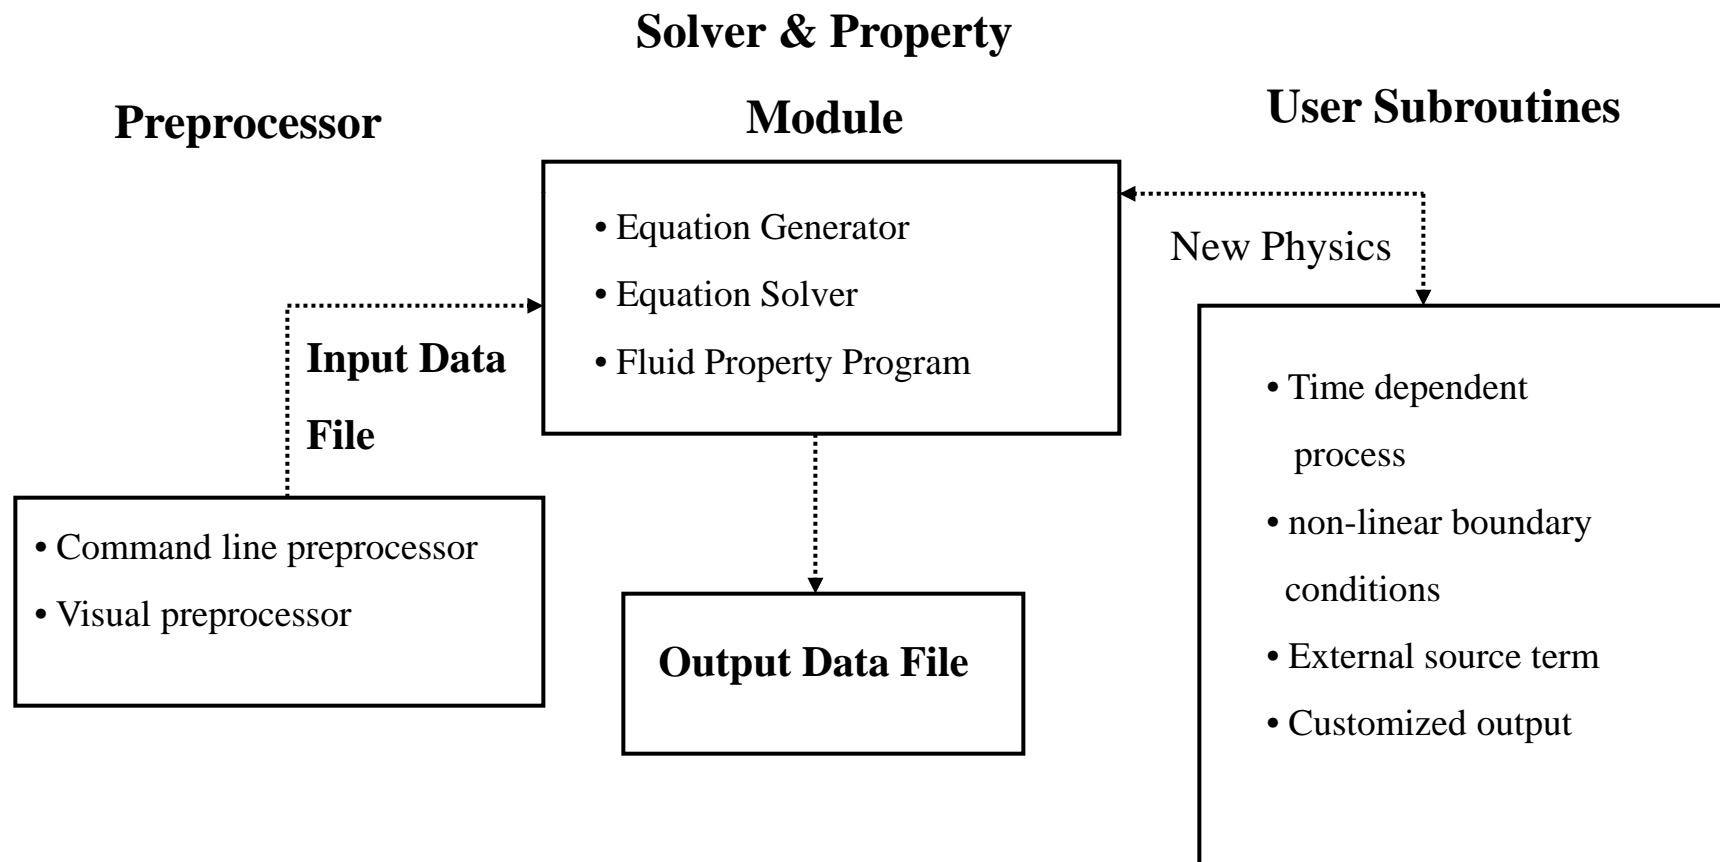 Solver & Property
Module
Preprocessor
User Subroutines
• Equation Generator
• Equation Solver
• Fluid Property Program
New Physics
Input Data
File
• Command line preprocessor
• Visual preprocessor
Output Data File
• Time dependent
process
• non-linear boundary
conditions
• External source term
• Customized output